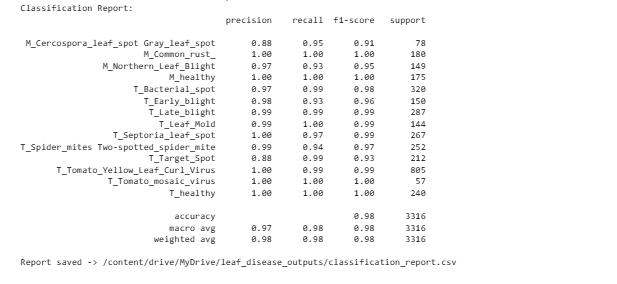 Classification Report:
precision recall f1-score support
M_Cercospora_leaf_spot Gray_leaf_spot 0.88 0.95 0.91 78
M_Common_rust_ 1.00 1.00 1.00 180
M_Northern_Leaf_Blight 0.97 0.93 0.95 149
M_healthy 1.00 1.00 1.00 175
T_Bacterial_spot 0.97 0.99 0.98 320
T_Early_blight 0.98 0.93 0.96 150
T_Late_blight 0.99 0.99 0.99 287
T_Leaf_Mold 0.99 1.00 0.99 144
T_Septoria_leaf_spot 1.00 0.97 0.99 267
T_Spider_mites Two-spotted_spider_mite 0.99 0.94 0.97 252
T_Target_Spot 0.88 0.99 0.93 212
T_Tomato_Yellow_Leaf_Curl_Virus 1.00 0.99 0.99 805
T_Tomato_mosaic_virus 1.00 1.00 1.00 57
T_healthy 1.00 1.00 1.00 240
accuracy 0.98 3316
macro avg 0.97 0.98 0.98 3316
weighted avg 0.98 0.98 0.98 3316
Report saved -> /content/drive/MyDrive/leaf_disease_outputs/classification_report.csv